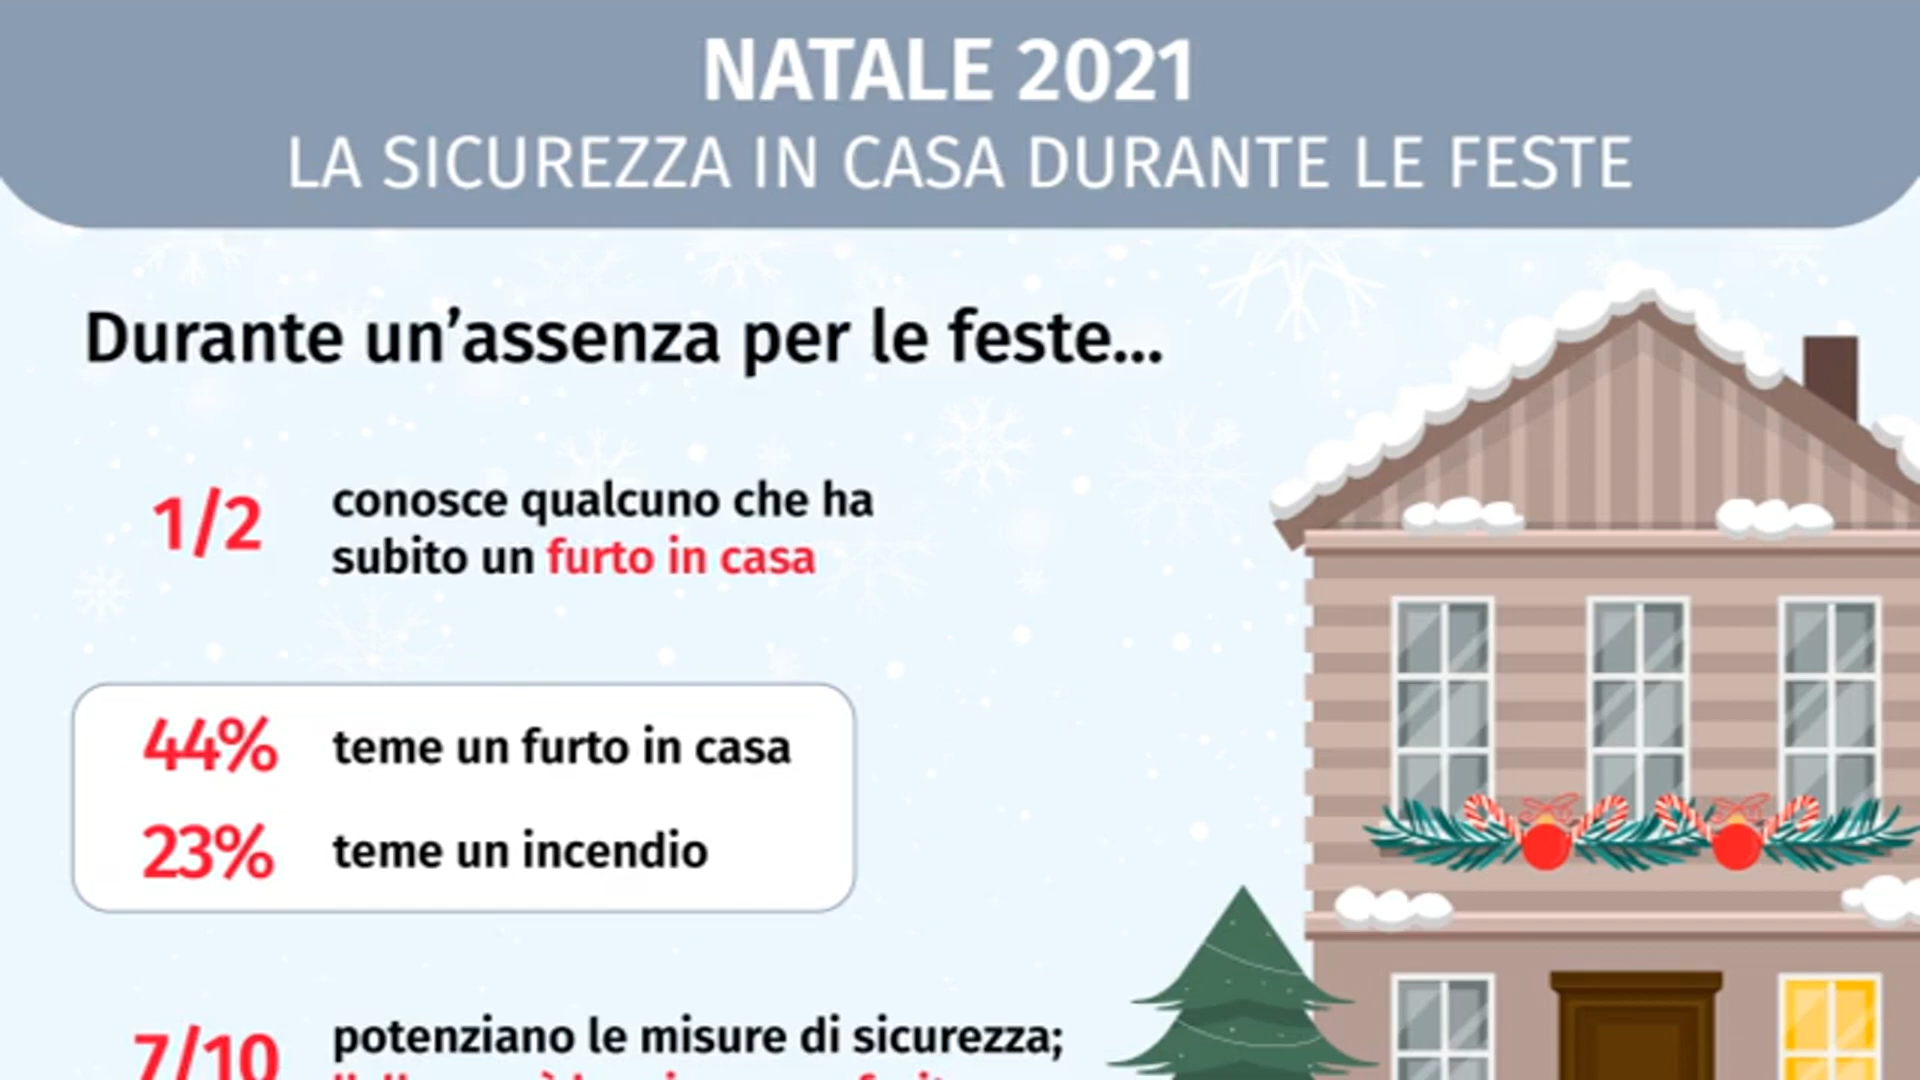 NATALE 2021
LA SICUREZZA IN CASA DURANTE LE FESTE
Durante un’assenza per le feste...
1/2
conosce qualcuno che ha
subito un furto in casa
44% teme un furto in casa
23% teme un incendio
7/10 potenziano le misure di sicurezza;